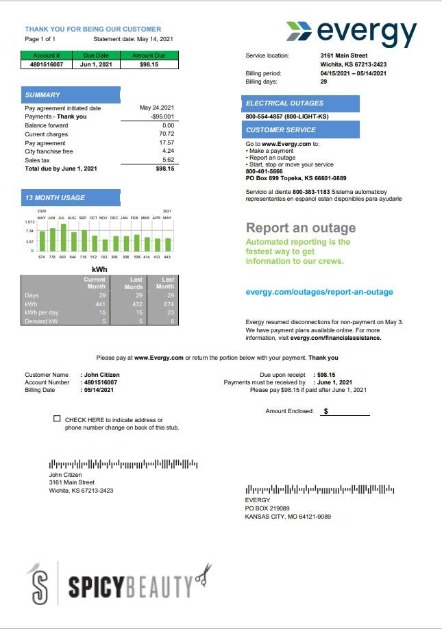 THANK YOU FOR BEING OUR CUSTOMER
Page 1 of 1 Statement date: May 14, 2021
Account # Due Date Amount Due
4801516007 Jun 1, 2021 $98.15
evergy
Service location: 3161 Main Street
Wichita, KS 67213-2423
Billing period: 04/15/2021 – 05/14/2021
Billing days: 29
SUMMARY
Pay agreement initiated date May 24,2021
Payments - Thank you
Balance forward 0.00
Current charges 70.72
Pay agreement 17.57
City franchise free 4.24
Sales tax 5.62
Total due by June 1, 2021 $98.15
ELECTRICAL OUTAGES
800-554-4857 (800-LIGHT-KS)
CUSTOMER SERVICE
Go to www.Evergy.com to:
• Make a payment
• Report an outage
• Start, stop or move your service
800-401-5666
PO Box 899 Topeka, KS 66601-0889
Servicio al cliente 800-383-1183 Sistema automaticoy
representantes en espanol estan disponibles para ayudarle
13 MONTH USAGE
2020 2021
kWh
Current Month Last Month Last Month
Days 29 29 29
kWh 441 432 674
kWh per day 15 15 23
Demand kW 5 6 6
Report an outage
Automated reporting is the
fastest way to get
information to our crews.
evergy.com/outages/report-an-outage
Evergy resumed disconnections for non-payment on May 3.
We have payment plans available online. For more
information, visit evergy.com/financialassistance.
Please pay at www.Evergy.com or return the portion below with your payment. Thank you
Customer Name : John Citizen
Account Number : 4801516007
Billing Date : 05/14/2021
Due upon receipt : $98.15
Payments must be received by : June 1, 2021
Please pay $98.15 if paid after June 1, 2021
Amount Enclosed: $
CHECK HERE to indicate address or
phone number change on back of this stub.
John Citizen
3161 Main Street
Wichita, KS 67213-2423
EVERGY
PO BOX 219089
KANSAS CITY, MO 64121-9089
S SPICYBEAUTY